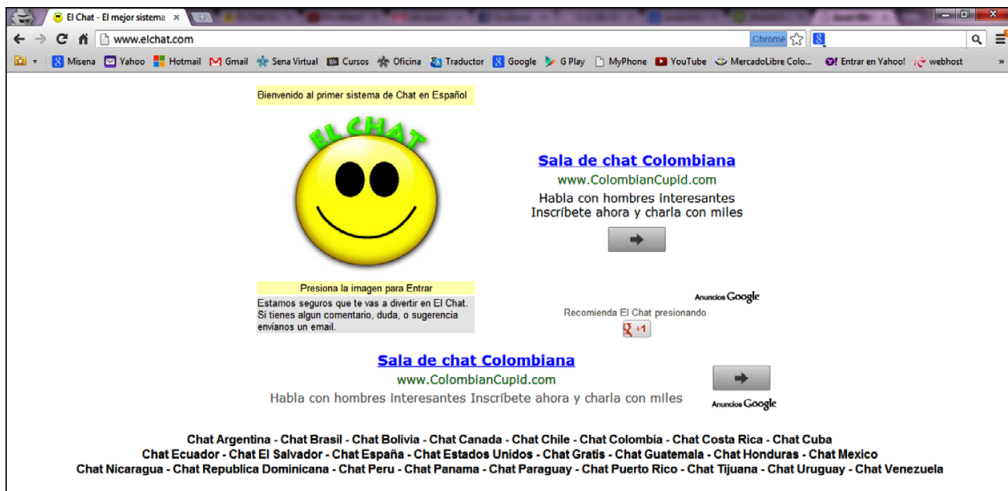 El Chat - El mejor sistema
www.elchat.com
Chrome
Misena Yahoo Hotmail Gmail Sena Virtual Cursos Oficina Traductor Google G Play MyPhone YouTube MercadoLibre Colo... Entrar en Yahoo! webhost »
Bienvenido al primer sistema de Chat en Español
EL CHAT
Presiona la imagen para Entrar
Estamos seguros que te vas a divertir en El Chat.
Si tienes algun comentario, duda, o sugerencia
envíanos un email.
Sala de chat Colombiana
www.ColombianCupid.com
Habla con hombres interesantes
Inscríbete ahora y charla con miles
Anuncios Google
Recomienda El Chat presionando
g +1
Sala de chat Colombiana
www.ColombianCupid.com
Habla con hombres interesantes Inscríbete ahora y charla con miles
Anuncios Google
Chat Argentina - Chat Brasil - Chat Bolivia - Chat Canada - Chat Chile - Chat Colombia - Chat Costa Rica - Chat Cuba
Chat Ecuador - Chat El Salvador - Chat España - Chat Estados Unidos - Chat Gratis - Chat Guatemala - Chat Honduras - Chat Mexico
Chat Nicaragua - Chat Republica Dominicana - Chat Peru - Chat Panama - Chat Paraguay - Chat Puerto Rico - Chat Tijuana - Chat Uruguay - Chat Venezuela